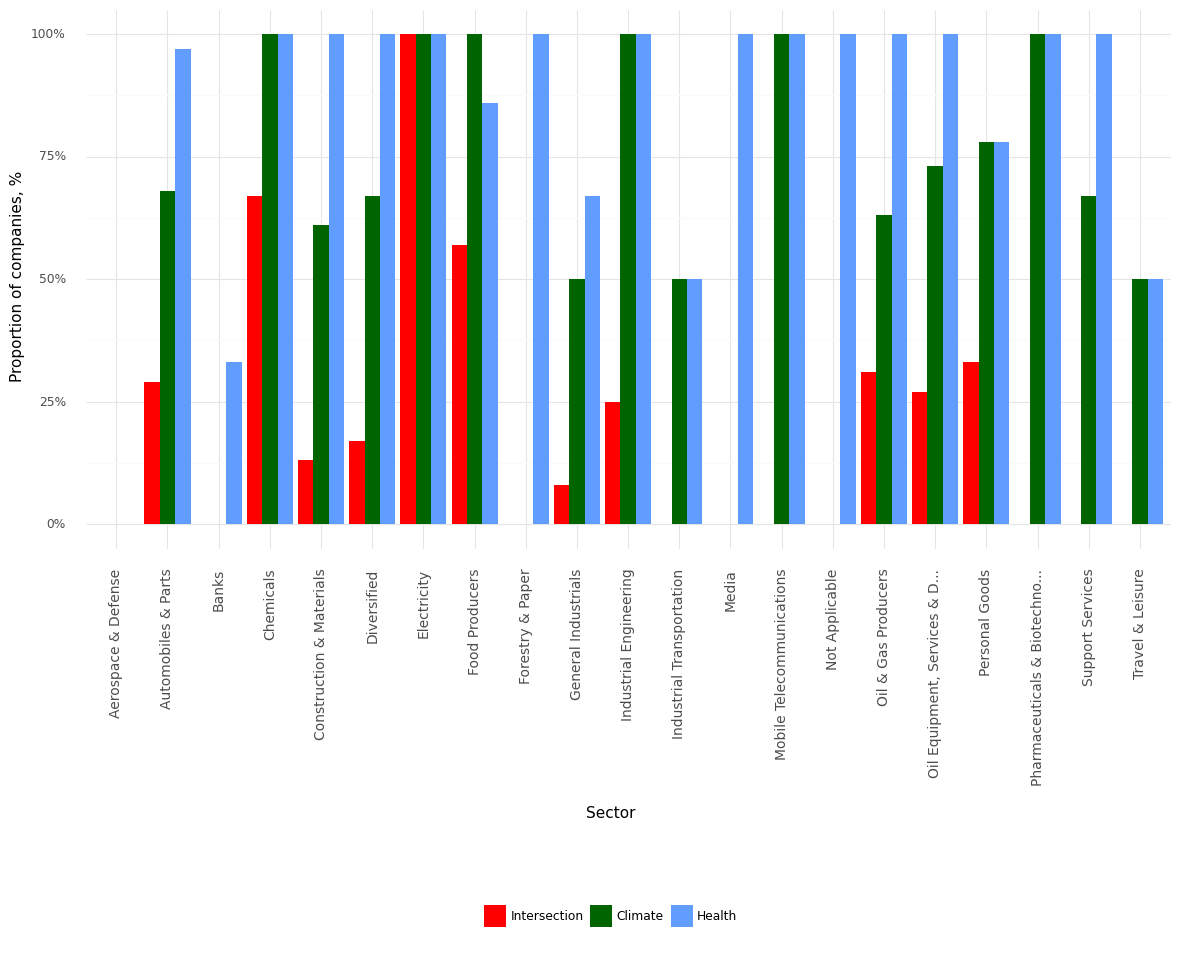 Proportion of companies, %
100%
75%
50%
25%
0%
Aerospace & Defense
Automobiles & Parts
Banks
Chemicals
Construction & Materials
Diversified
Electricity
Food Producers
Forestry & Paper
General Industrials
Industrial Engineering
Industrial Transportation
Media
Mobile Telecommunications
Not Applicable
Oil & Gas Producers
Oil Equipment, Services & D...
Personal Goods
Pharmaceuticals & Biotechno...
Support Services
Travel & Leisure
Sector
Intersection Climate Health